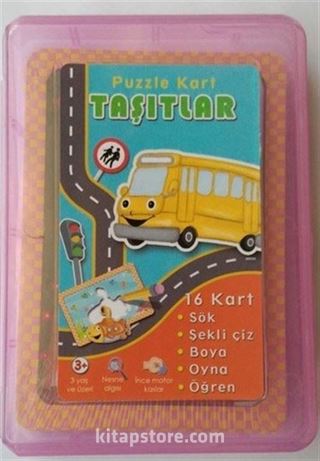 Puzzle Kart
TAŞITLAR
16 Kart
• Sök
• Şekli çiz
• Boya
• Oyna
• Öğren
3+
3 yaş
ve üzeri
Nesne
algısı
İnce motor
kaslar
kitapstore.com